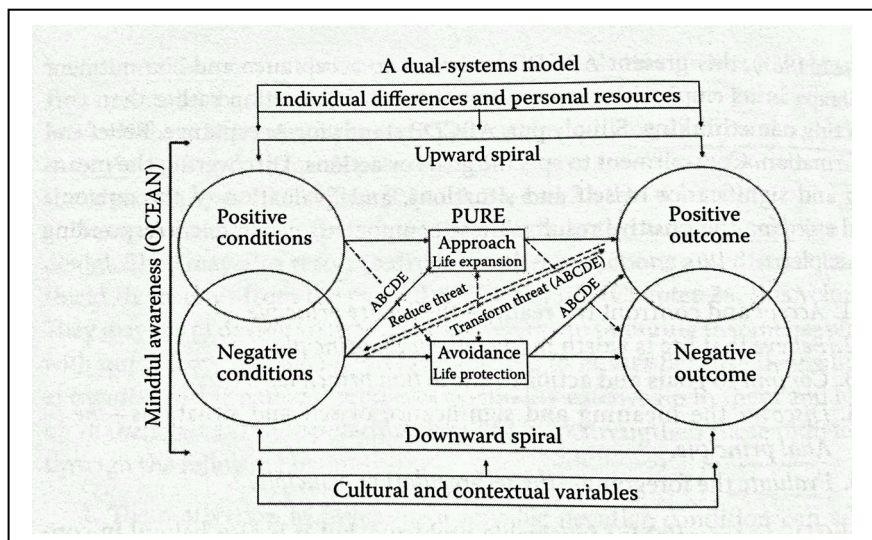 A dual-systems model
Individual differences and personal resources
Upward spiral
Mindful awareness (OCEAN)
Positive
conditions
PURE
Approach
Life expansion
Positive
outcome
ABCDE
Reduce threat
Transform threat (ABCDE)
ABCDE
Negative
conditions
Avoidance
Life protection
Negative
outcome
Downward spiral
Cultural and contextual variables